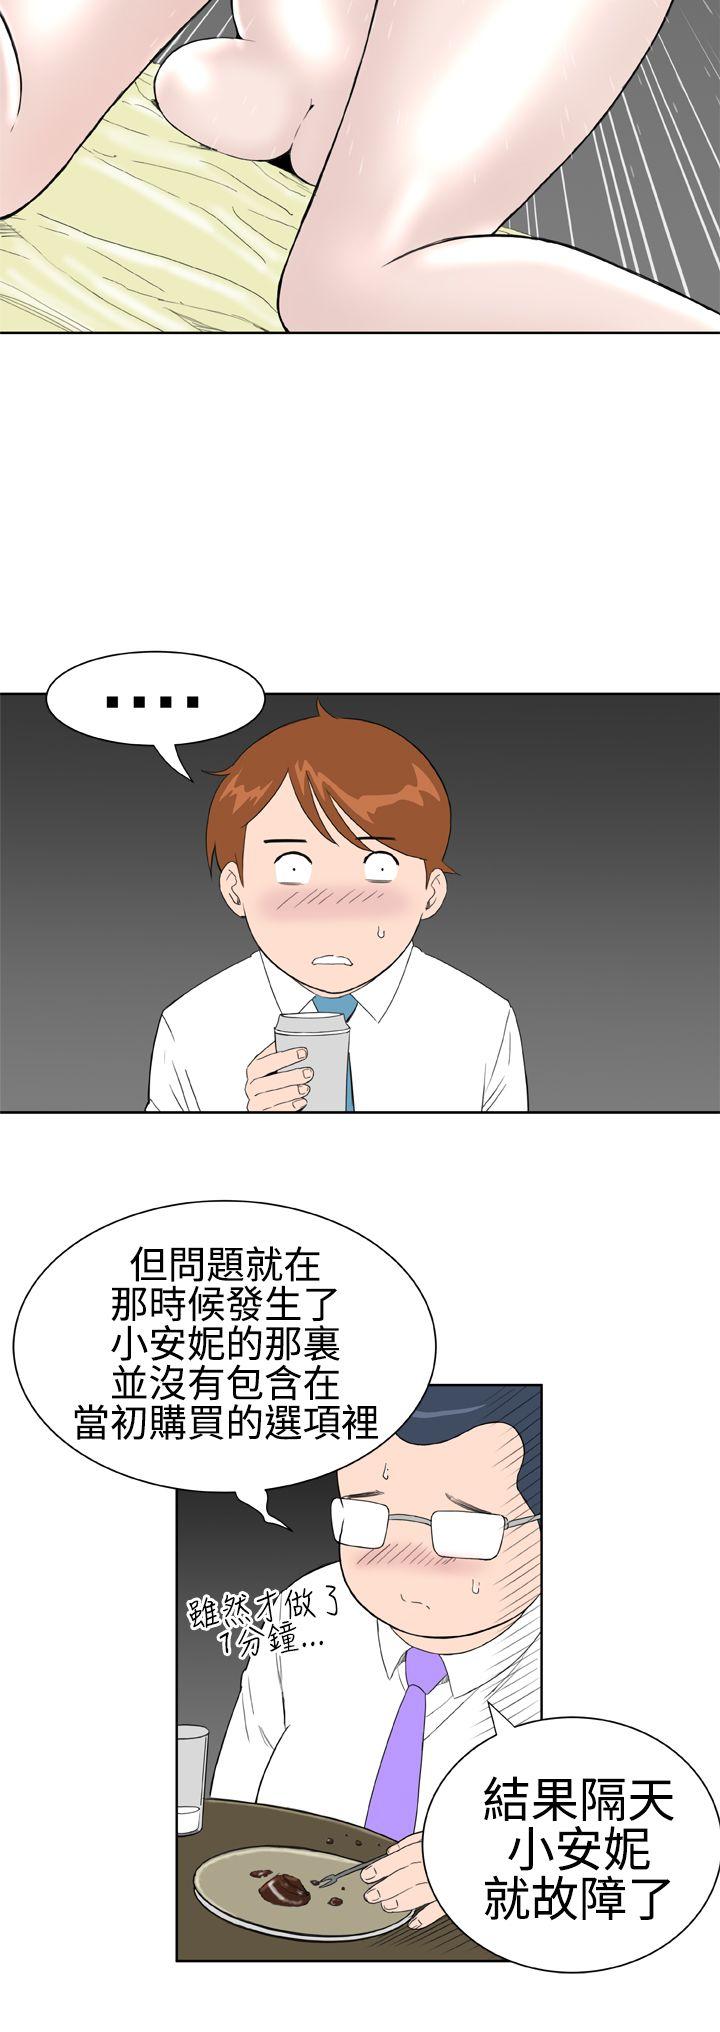 ....
但問題就在
那時候發生了
小安妮的那裏
並沒有包含在
當初購買的選項裡
雖然才做了
1分鐘...
結果隔天
小安妮
就故障了